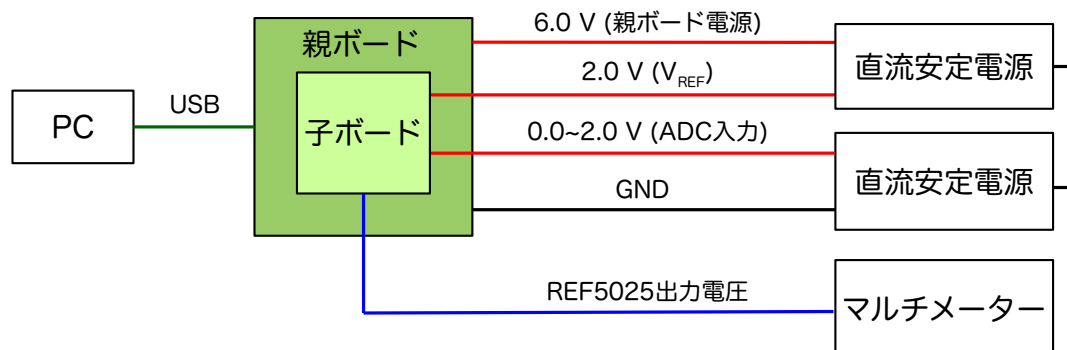 6.0 V (親ボード電源)
親ボード
直流安定電源
2.0 V (VREF)
PC
USB
子ボード
0.0~2.0 V (ADC入力)
直流安定電源
GND
REF5025出力電圧
マルチメーター